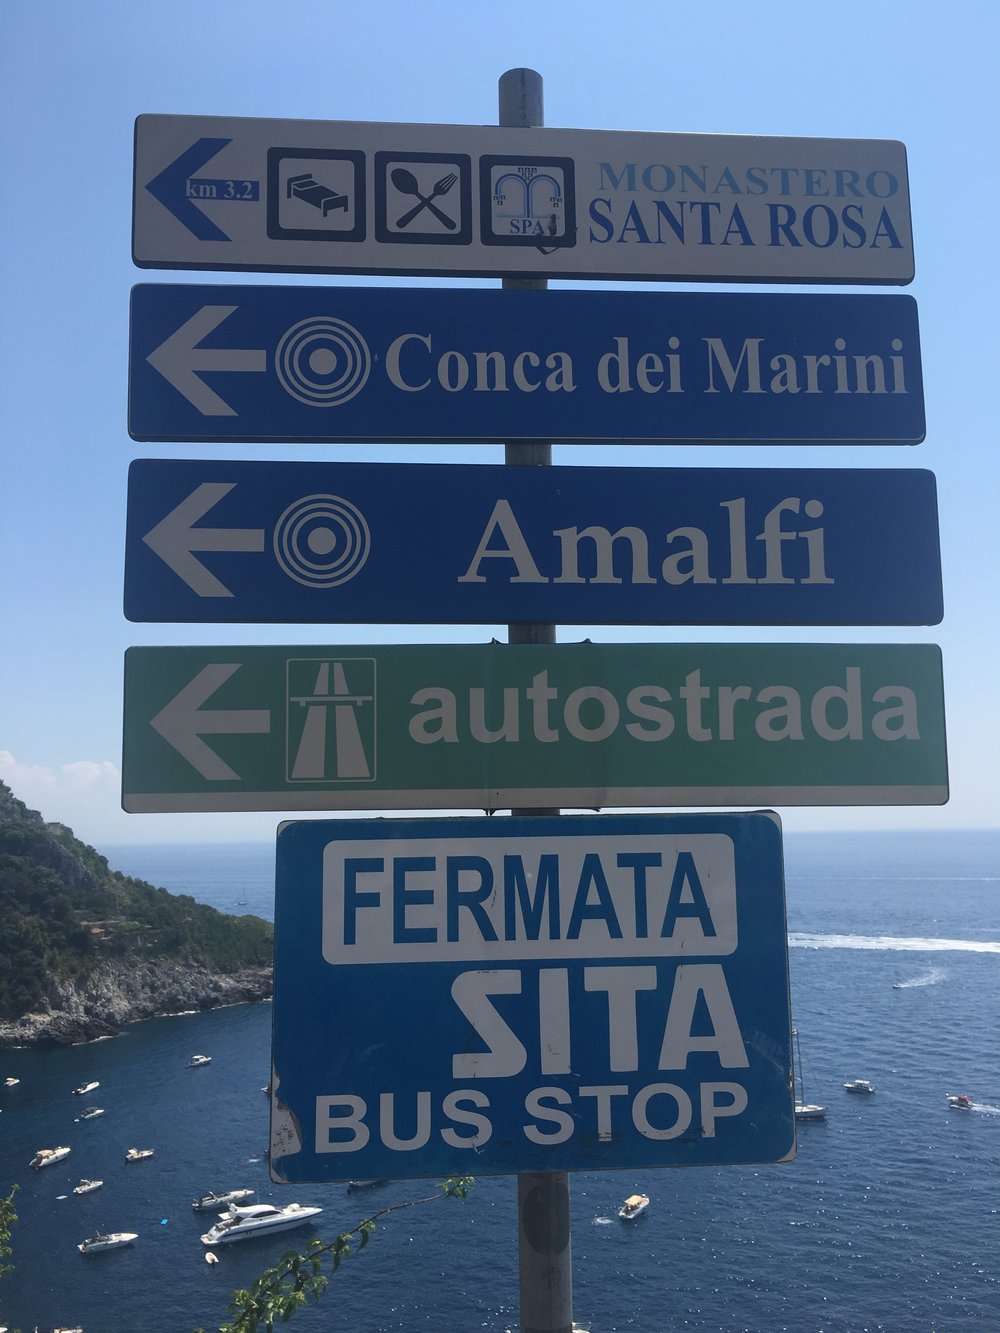 km 3.2
SPA
MONASTERO
SANTA ROSA
Conca dei Marini
Amalfi
autostrada
FERMATA
SITA
BUS STOP